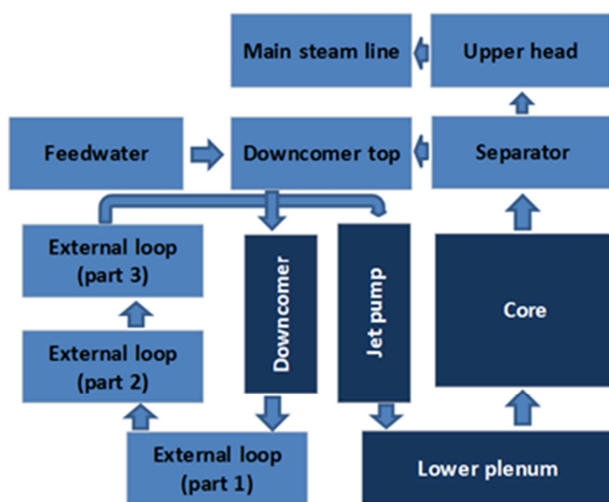 Main steam line
Upper head
Feedwater
Downcomer top
Separator
External loop
(part 3)
Downcomer
Jet pump
Core
External loop
(part 2)
External loop
(part 1)
Lower plenum